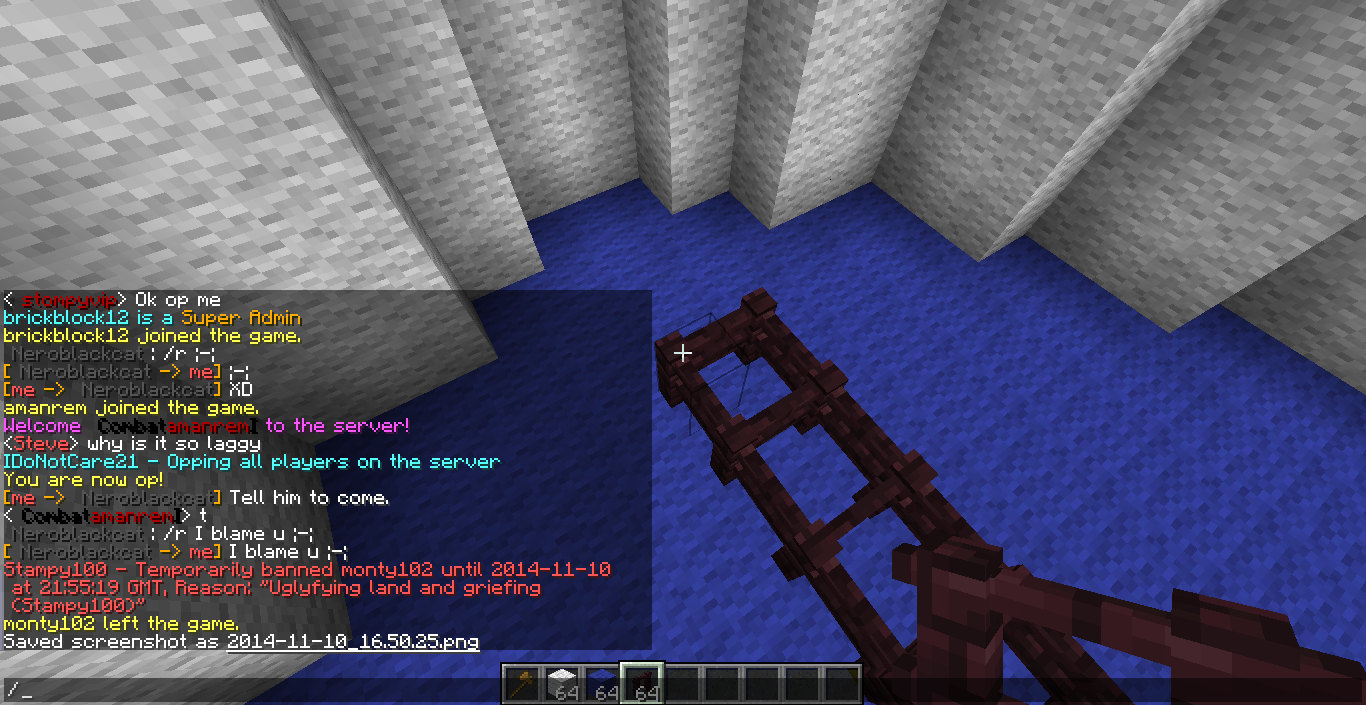 < stompyvip> Ok op me
brickblock12 is a Super Admin
brickblock12 joined the game.
Neroblackcat : /r ;-;
[ Neroblackcat -> me] ;-;
[me -> Neroblackcat] XD
amanrem joined the game.
Welcome Combatamanrem to the server!
<Steve> why is it so laggy
IDoNotCare21 - Opping all players on the server
You are now op!
[me -> Neroblackcat] Tell him to come.
< Combatamanrem > t
Neroblackcat : /r I blame u ;-;
[ Neroblackcat -> me] I blame u ;-;
Stampy100 - Temporarily banned monty102 until 2014-11-10
at 21:55:19 GMT, Reason: "Uglyfying land and griefing
(Stampy100)"
monty102 left the game.
Saved screenshot as 2014-11-10_16.50.25.png
/_
64 64 64